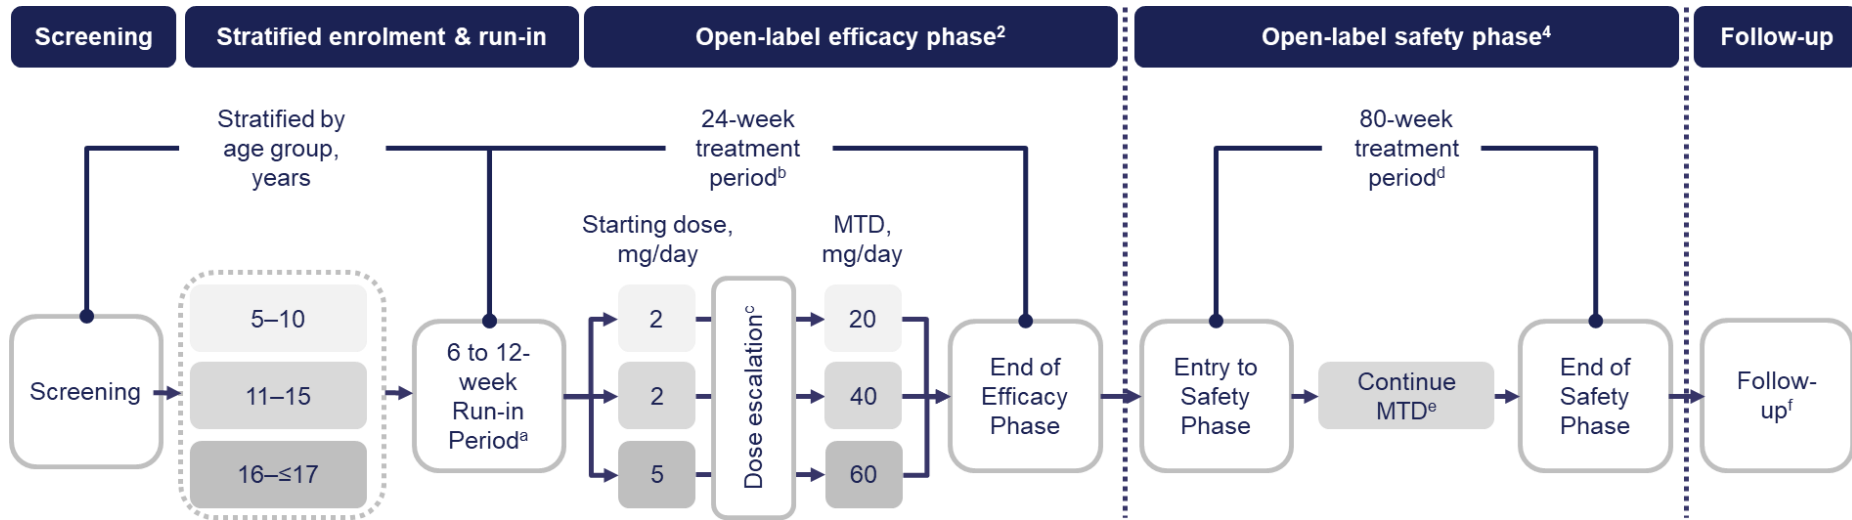 Screening
Stratified enrolment & run-in
Open-label efficacy phase²
Open-label safety phase⁴
Follow-up
Stratified by
age group,
years
24-week
treatment
periodᵇ
80-week
treatment
periodᵈ
Starting dose,
mg/day
MTD,
mg/day
Screening
5–10
11–15
16–≤17
6 to 12-
week
Run-in
Periodᵃ
2
2
5
Dose escalationᶜ
20
40
60
End of
Efficacy
Phase
Entry to
Safety
Phase
Continue
MTDᵉ
End of
Safety
Phase
Follow-
upᶠ